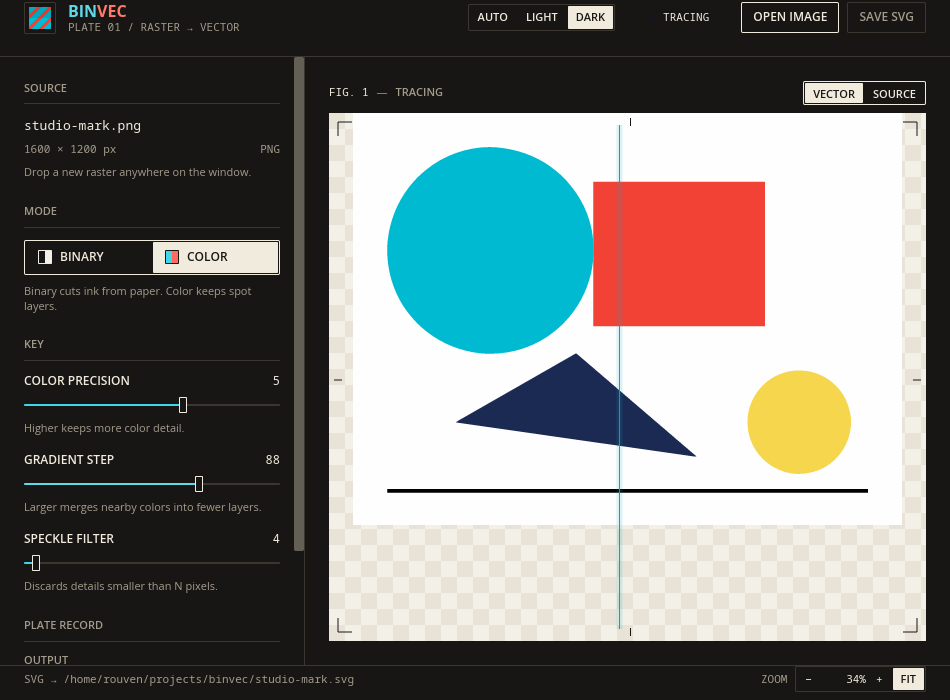 BINVEC
PLATE 01 / RASTER → VECTOR
AUTO LIGHT DARK
TRACING
OPEN IMAGE
SAVE SVG
SOURCE
studio-mark.png
1600 × 1200 px PNG
Drop a new raster anywhere on the window.
MODE
BINARY COLOR
Binary cuts ink from paper. Color keeps spot
layers.
KEY
COLOR PRECISION 5
Higher keeps more color detail.
GRADIENT STEP 88
Larger merges nearby colors into fewer layers.
SPECKLE FILTER 4
Discards details smaller than N pixels.
PLATE RECORD
OUTPUT
FIG. 1 — TRACING
VECTOR SOURCE
SVG → /home/rouven/projects/binvec/studio-mark.svg
ZOOM − 34% + FIT